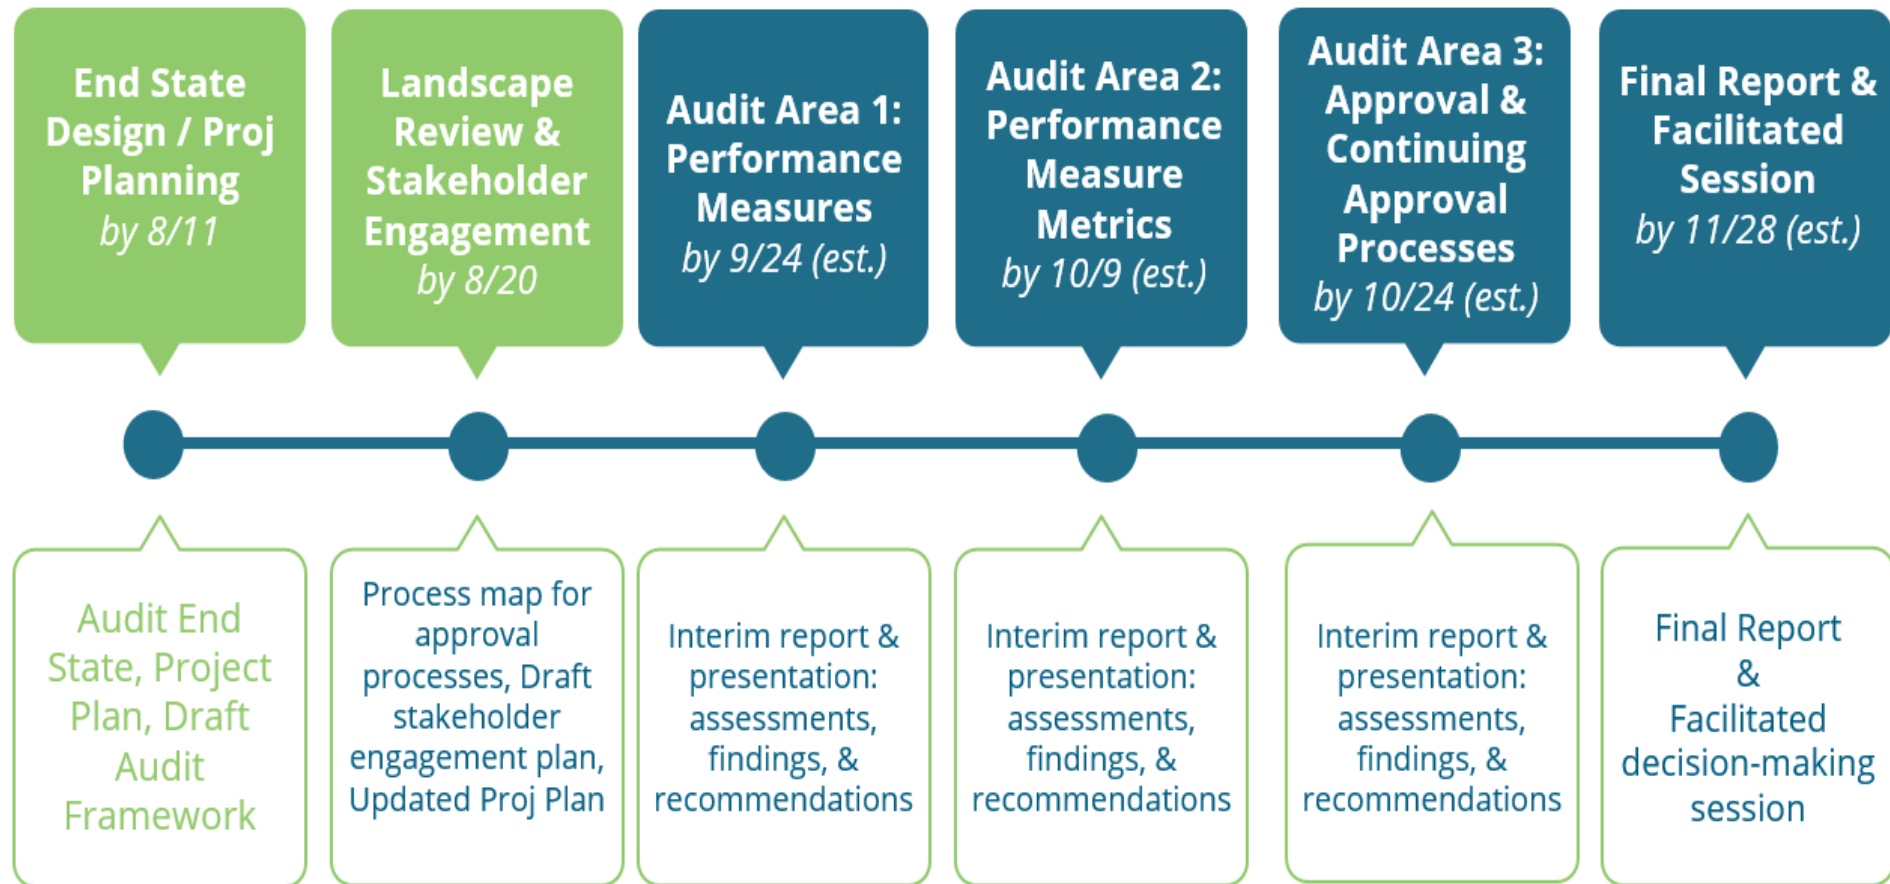 End State
Design / Proj
Planning
by 8/11
Landscape
Review &
Stakeholder
Engagement
by 8/20
Audit Area 1:
Performance
Measures
by 9/24 (est.)
Audit Area 2:
Performance
Measure
Metrics
by 10/9 (est.)
Audit Area 3:
Approval &
Continuing
Approval
Processes
by 10/24 (est.)
Final Report &
Facilitated
Session
by 11/28 (est.)
Audit End
State, Project
Plan, Draft
Audit
Framework
Process map for
approval
processes, Draft
stakeholder
engagement plan,
Updated Proj Plan
Interim report &
presentation:
assessments,
findings, &
recommendations
Interim report &
presentation:
assessments,
findings, &
recommendations
Interim report &
presentation:
assessments,
findings, &
recommendations
Final Report
&
Facilitated
decision-making
session